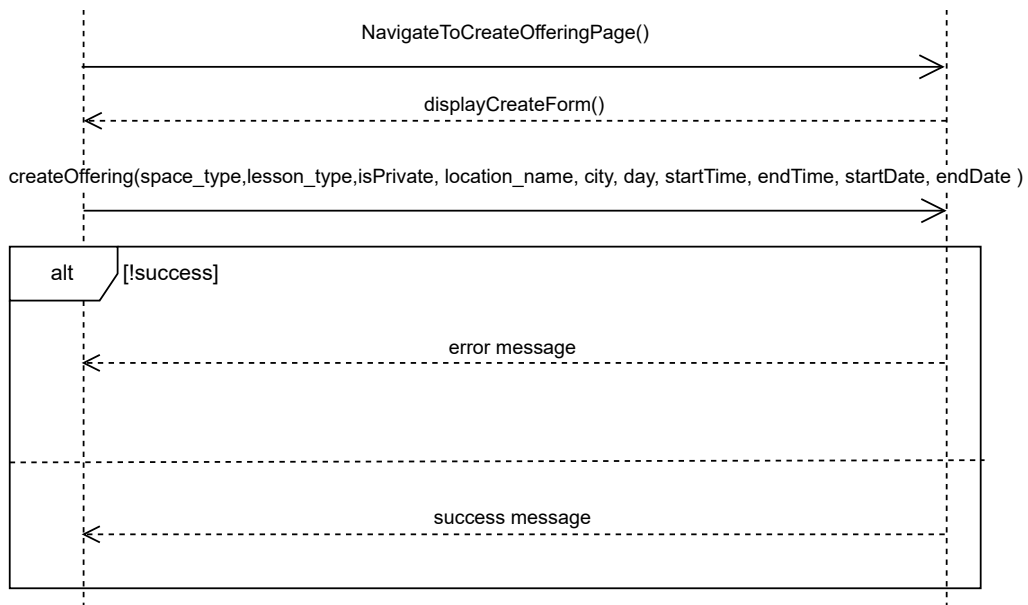 NavigateToCreateOfferingPage()
displayCreateForm()
createOffering(space_type,lesson_type,isPrivate, location_name, city, day, startTime, endTime, startDate, endDate )
alt [!success]
error message
success message